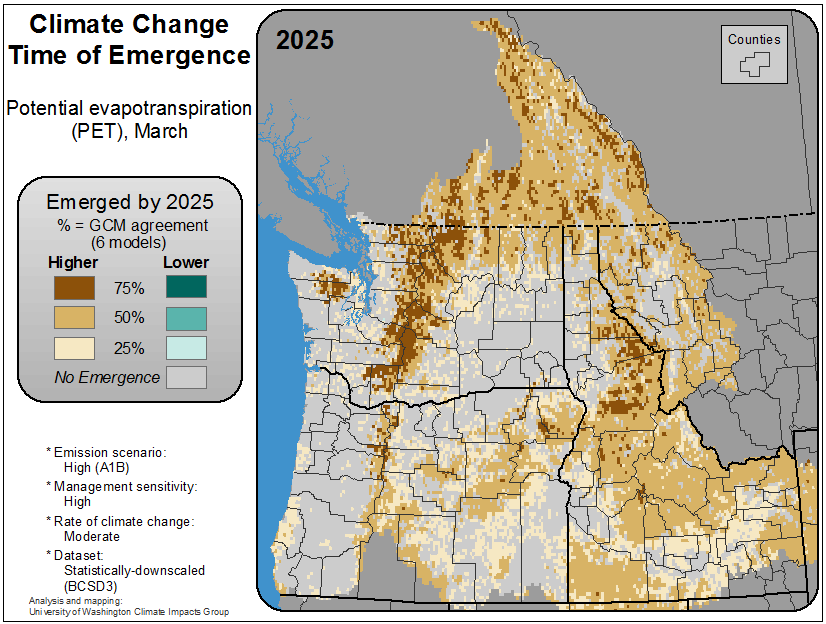 Climate Change
Time of Emergence
Potential evapotranspiration
(PET), March
Emerged by 2025
% = GCM agreement
(6 models)
Higher Lower
75%
50%
25%
No Emergence
* Emission scenario:
High (A1B)
* Management sensitivity:
High
* Rate of climate change:
Moderate
* Dataset:
Statistically-downscaled
(BCSD3)
Analysis and mapping:
University of Washington Climate Impacts Group
2025
Counties